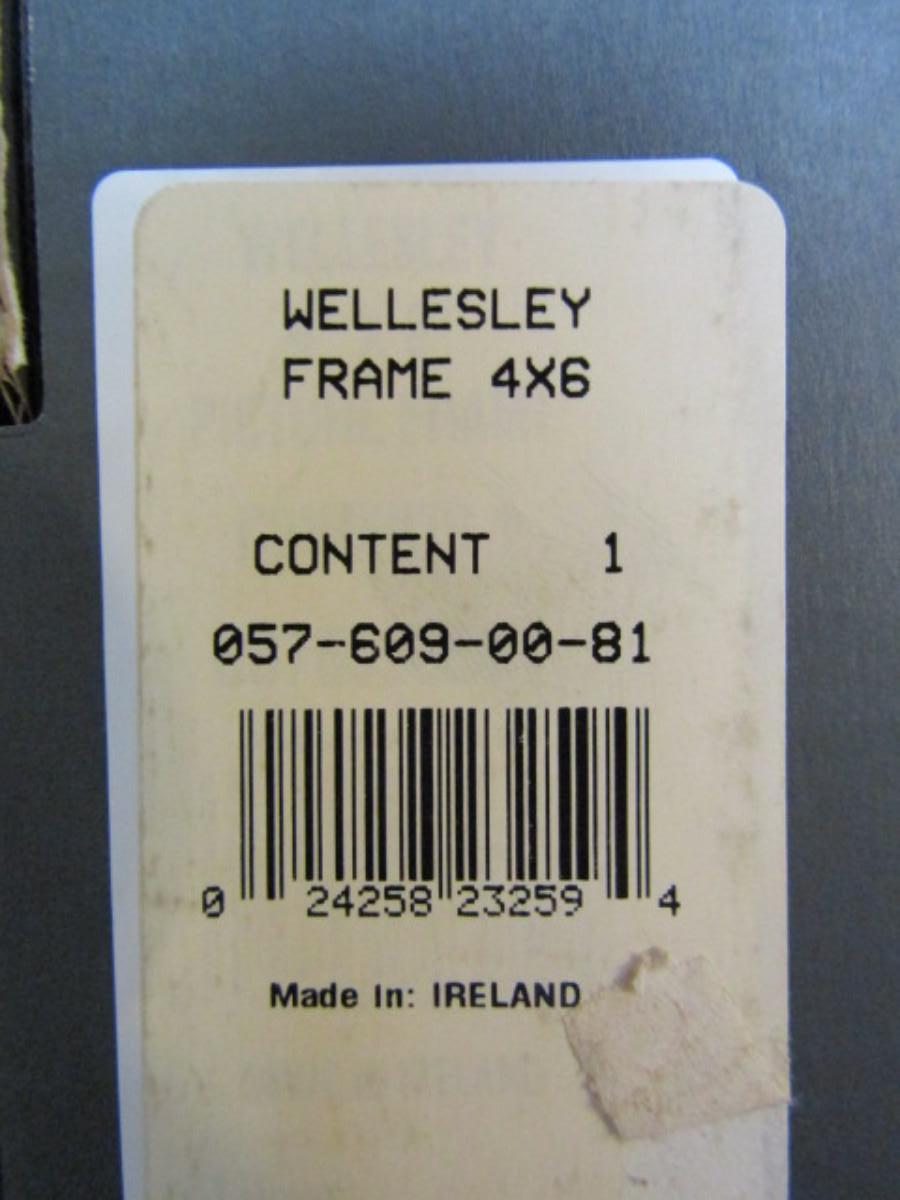 WELLESLEY
FRAME 4X6
CONTENT 1
057-609-00-81
0 24258 23259 4
Made In: IRELAND